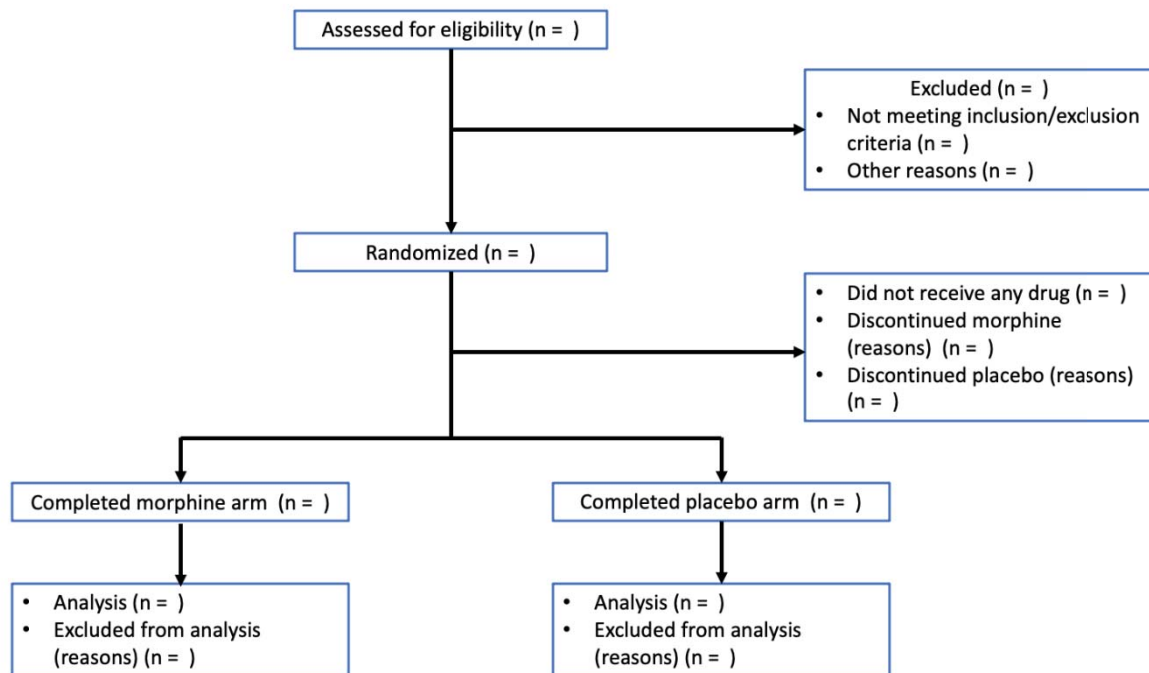 Assessed for eligibility (n =  )
Excluded (n =  )
• Not meeting inclusion/exclusion
criteria (n =  )
• Other reasons (n =  )
Randomized (n =  )
• Did not receive any drug (n =  )
• Discontinued morphine
(reasons)  (n =  )
• Discontinued placebo (reasons)
(n =  )
Completed morphine arm  (n =  )
Completed placebo arm  (n =  )
• Analysis (n =  )
• Excluded from analysis
(reasons) (n =  )
• Analysis (n =  )
• Excluded from analysis
(reasons) (n =  )